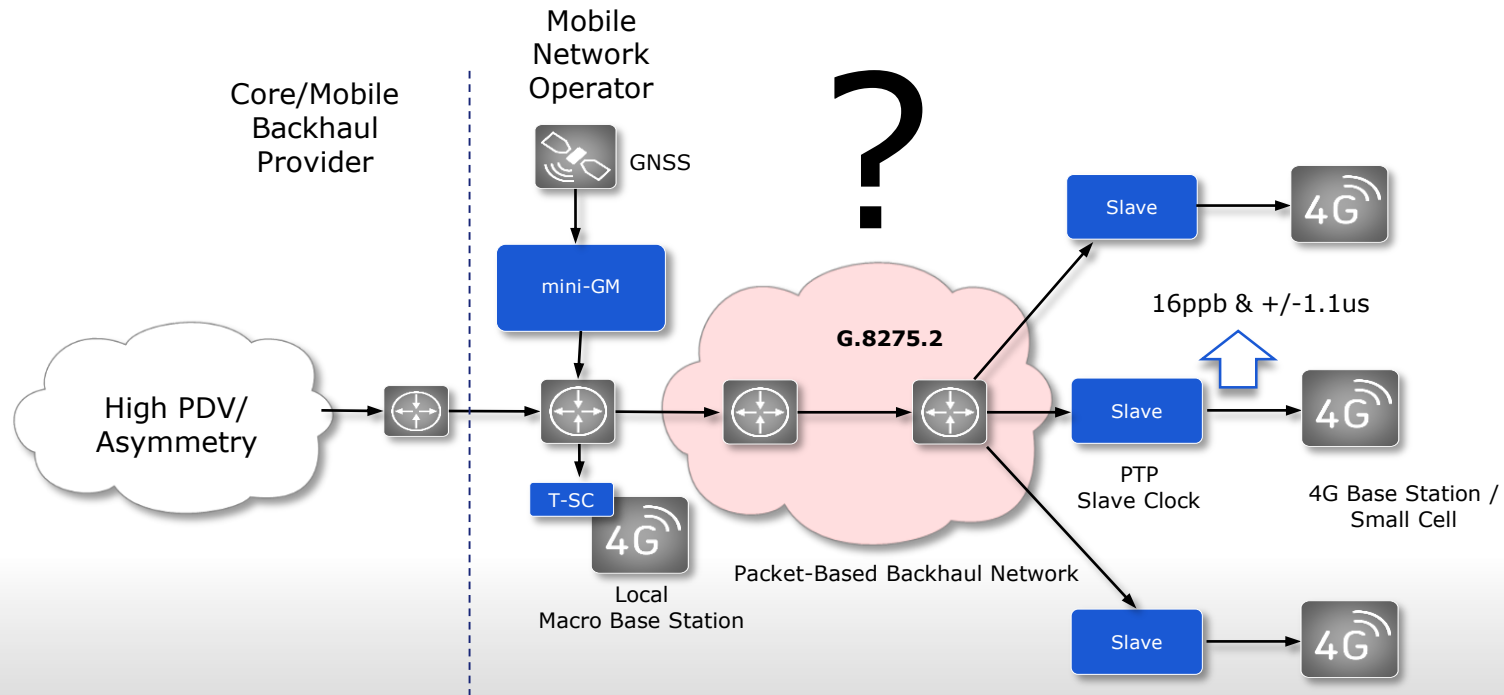 Mobile
Network
Operator
Core/Mobile
Backhaul
Provider
?
GNSS
Slave
4G
mini-GM
16ppb & +/-1.1us
G.8275.2
High PDV/
Asymmetry
Slave
4G
PTP
Slave Clock
4G Base Station /
Small Cell
T-SC
4G
Packet-Based Backhaul Network
Local
Macro Base Station
Slave
4G